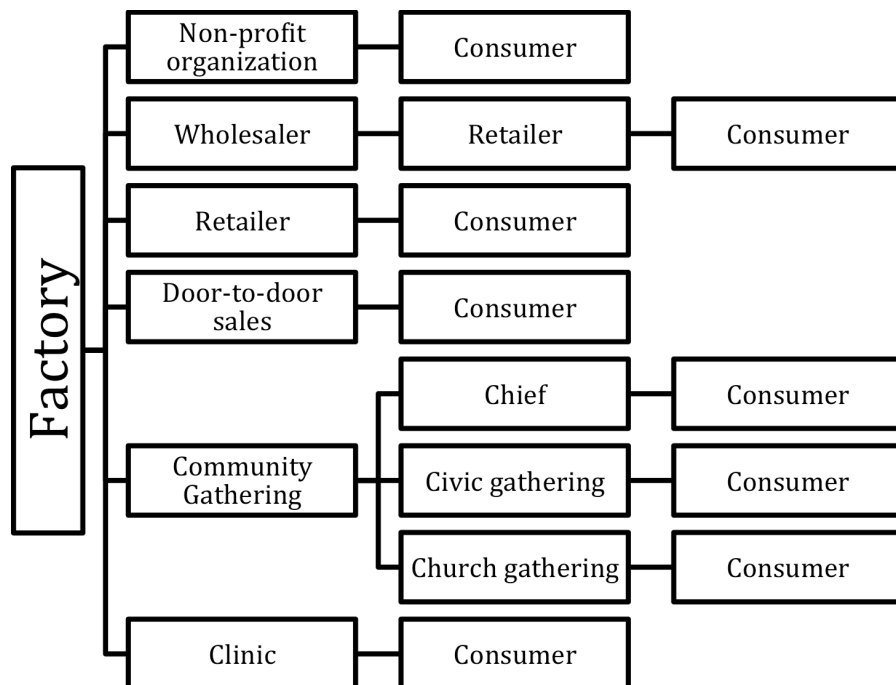 Factory
Non-profit
organization
Consumer
Wholesaler
Retailer
Consumer
Retailer
Consumer
Door-to-door
sales
Consumer
Community
Gathering
Chief
Consumer
Civic gathering
Consumer
Church gathering
Consumer
Clinic
Consumer